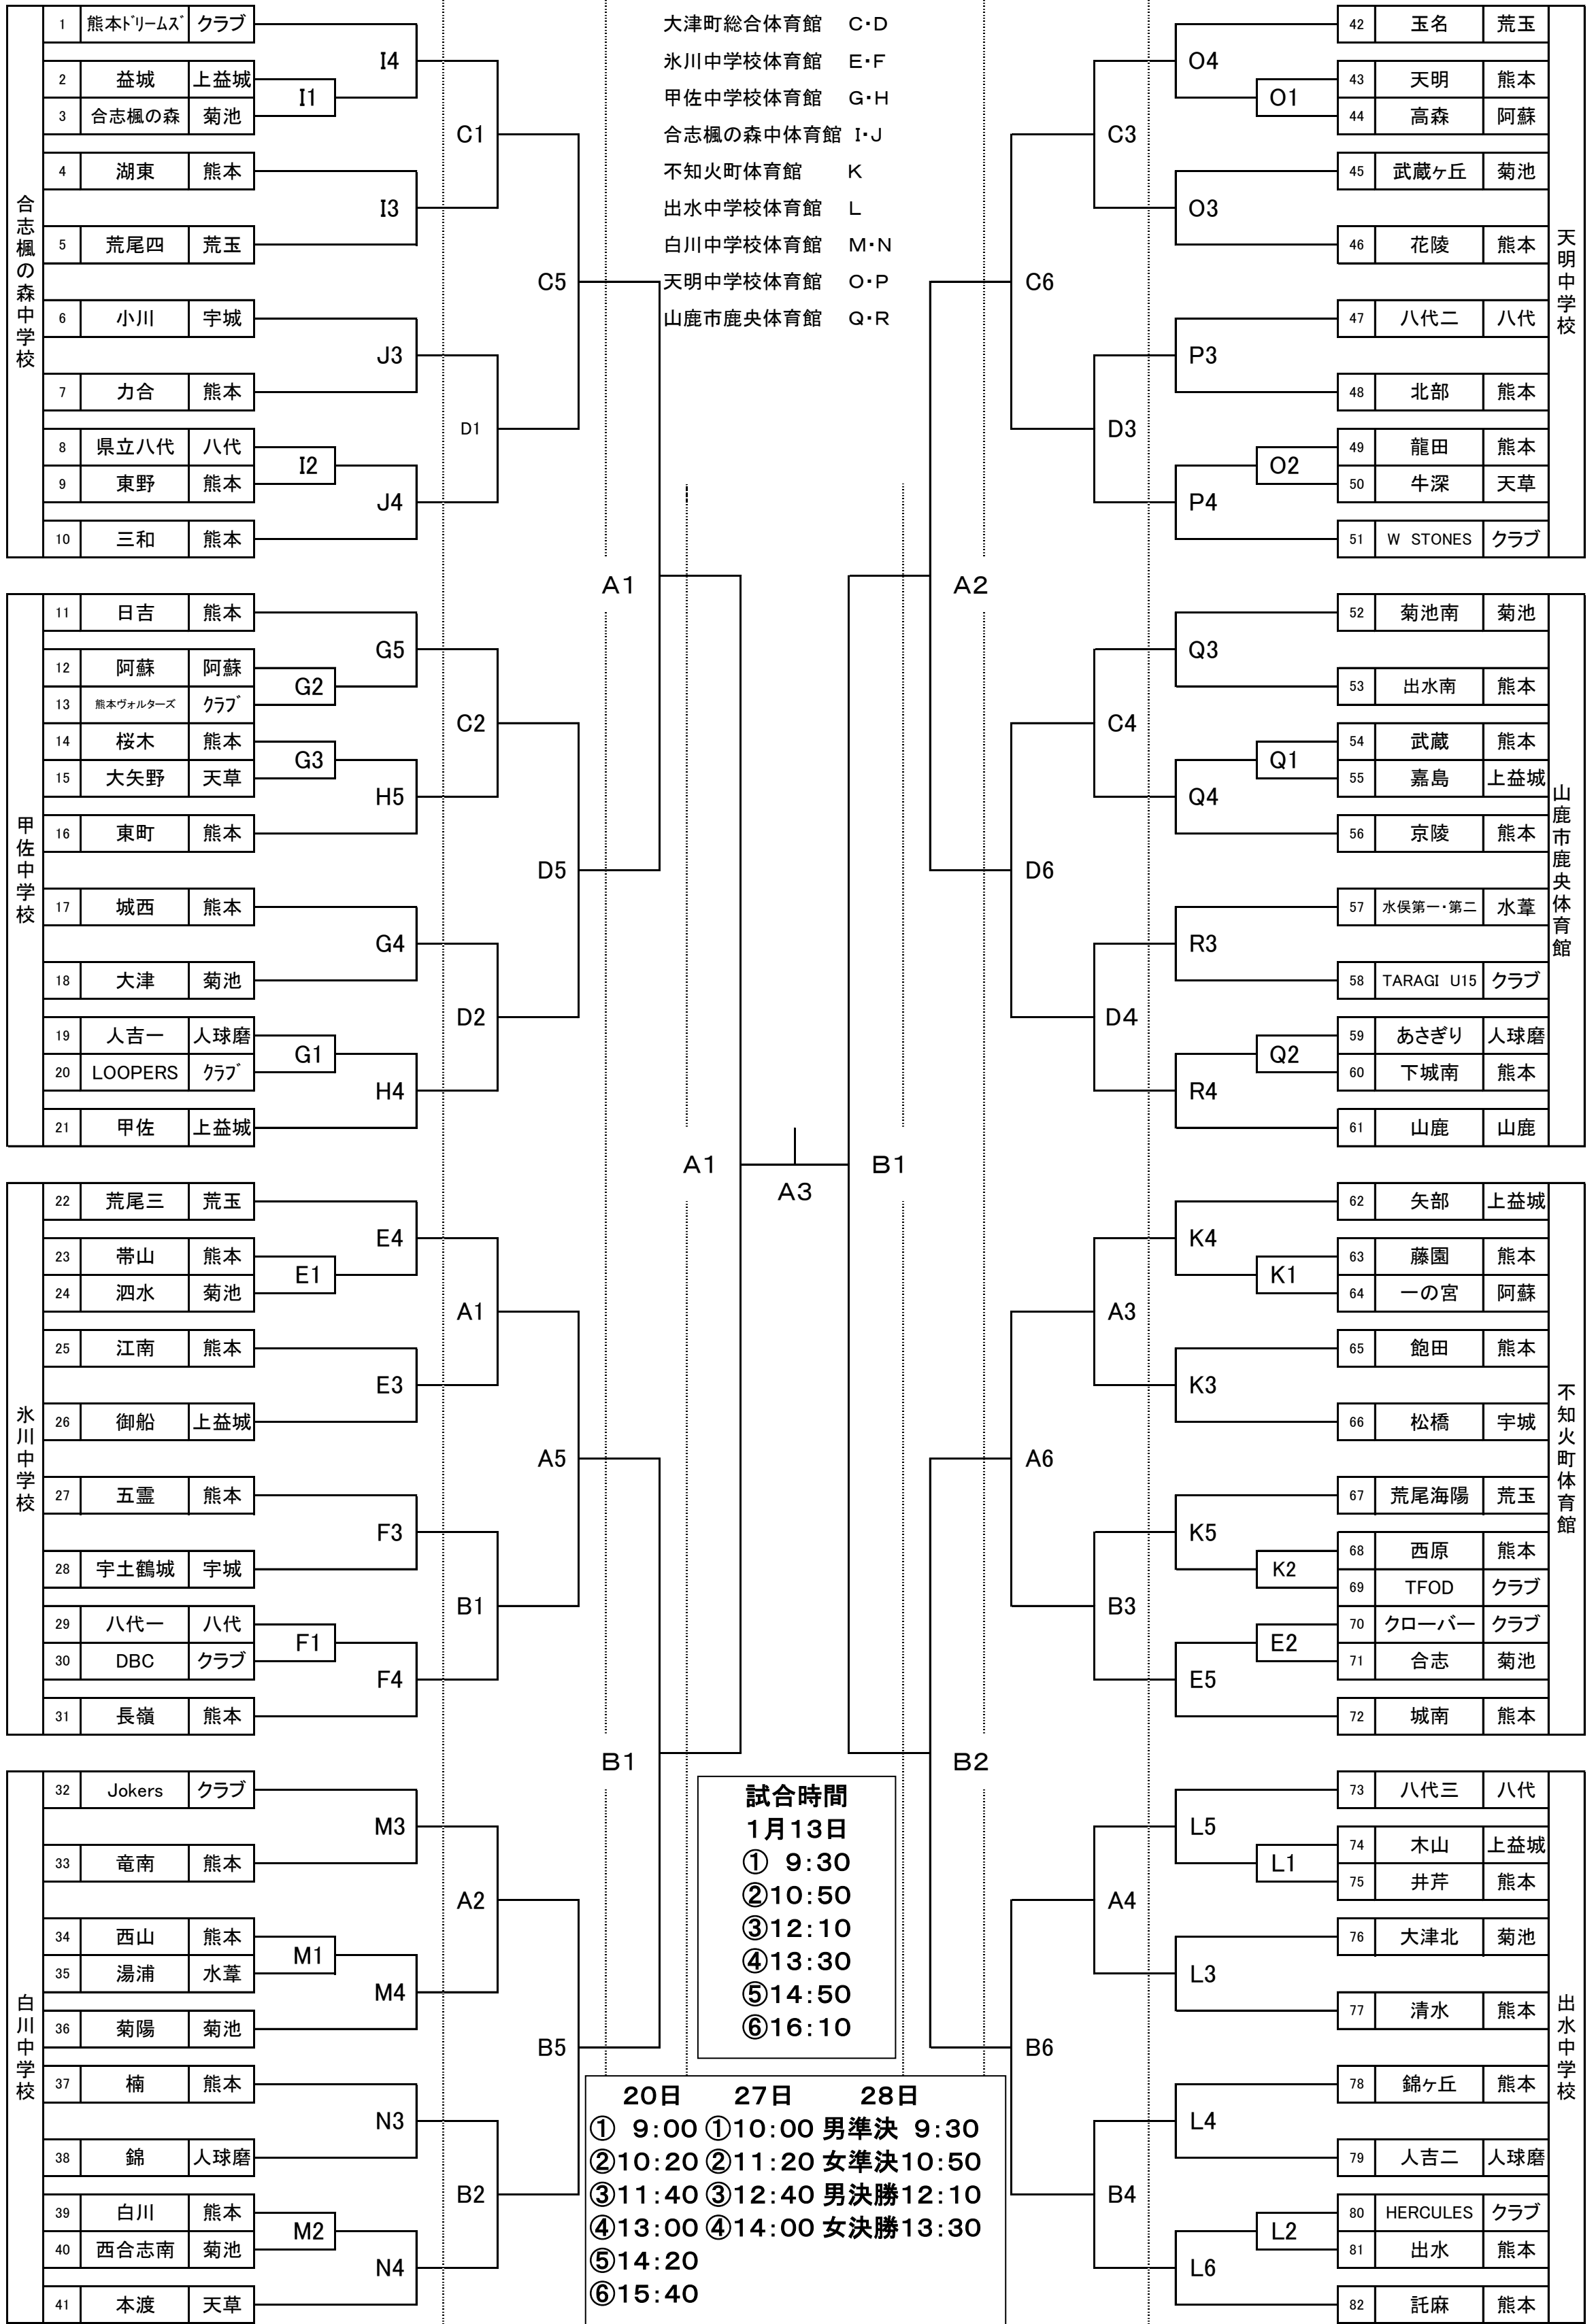 合志楓の森中学校
1 熊本ﾄﾞﾘｰﾑｽﾞ クラブ
2 益城 上益城
3 合志楓の森 菊池
4 湖東 熊本
5 荒尾四 荒玉
6 小川 宇城
7 力合 熊本
8 県立八代 八代
9 東野 熊本
10 三和 熊本
I1
I2
I4
I3
J3
J4
C1
D1
C5
甲佐中学校
11 日吉 熊本
12 阿蘇 阿蘇
13 熊本ヴォルターズ ｸﾗﾌﾞ
14 桜木 熊本
15 大矢野 天草
16 東町 熊本
17 城西 熊本
18 大津 菊池
19 人吉一 人球磨
20 LOOPERS ｸﾗﾌﾞ
21 甲佐 上益城
G2
G3
G1
G5
H5
G4
H4
C2
D2
D5
A1
氷川中学校
22 荒尾三 荒玉
23 帯山 熊本
24 泗水 菊池
25 江南 熊本
26 御船 上益城
27 五霊 熊本
28 宇土鶴城 宇城
29 八代一 八代
30 DBC クラブ
31 長嶺 熊本
E1
F1
E4
E3
F3
F4
A1
B1
A5
白川中学校
32 Jokers クラブ
33 竜南 熊本
34 西山 熊本
35 湯浦 水葦
36 菊陽 菊池
37 楠 熊本
38 錦 人球磨
39 白川 熊本
40 西合志南 菊池
41 本渡 天草
M1
M2
M3
M4
N3
N4
A2
B2
B5
B1
A1
A3
B1
大津町総合体育館 C・D
氷川中学校体育館 E・F
甲佐中学校体育館 G・H
合志楓の森中体育館 I・J
不知火町体育館 K
出水中学校体育館 L
白川中学校体育館 M・N
天明中学校体育館 O・P
山鹿市鹿央体育館 Q・R
天明中学校
42 玉名 荒玉
43 天明 熊本
44 高森 阿蘇
45 武蔵ヶ丘 菊池
46 花陵 熊本
47 八代二 八代
48 北部 熊本
49 龍田 熊本
50 牛深 天草
51 W STONES クラブ
O1
O2
O4
O3
P3
P4
C3
D3
C6
A2
山鹿市鹿央体育館
52 菊池南 菊池
53 出水南 熊本
54 武蔵 熊本
55 嘉島 上益城
56 京陵 熊本
57 水俣第一・第二 水葦
58 TARAGI U15 クラブ
59 あさぎり 人球磨
60 下城南 熊本
61 山鹿 山鹿
Q1
Q2
Q3
Q4
R3
R4
C4
D4
D6
不知火町体育館
62 矢部 上益城
63 藤園 熊本
64 一の宮 阿蘇
65 飽田 熊本
66 松橋 宇城
67 荒尾海陽 荒玉
68 西原 熊本
69 TFOD クラブ
70 クローバー クラブ
71 合志 菊池
72 城南 熊本
K1
K2
E2
K4
K3
K5
E5
A3
B3
A6
B2
出水中学校
73 八代三 八代
74 木山 上益城
75 井芹 熊本
76 大津北 菊池
77 清水 熊本
78 錦ヶ丘 熊本
79 人吉二 人球磨
80 HERCULES クラブ
81 出水 熊本
82 託麻 熊本
L1
L2
L5
L3
L4
L6
A4
B4
B6
試合時間
1月13日
① 9:30
②10:50
③12:10
④13:30
⑤14:50
⑥16:10
20日 27日 28日
① 9:00 ①10:00 男準決 9:30
②10:20 ②11:20 女準決10:50
③11:40 ③12:40 男決勝12:10
④13:00 ④14:00 女決勝13:30
⑤14:20
⑥15:40